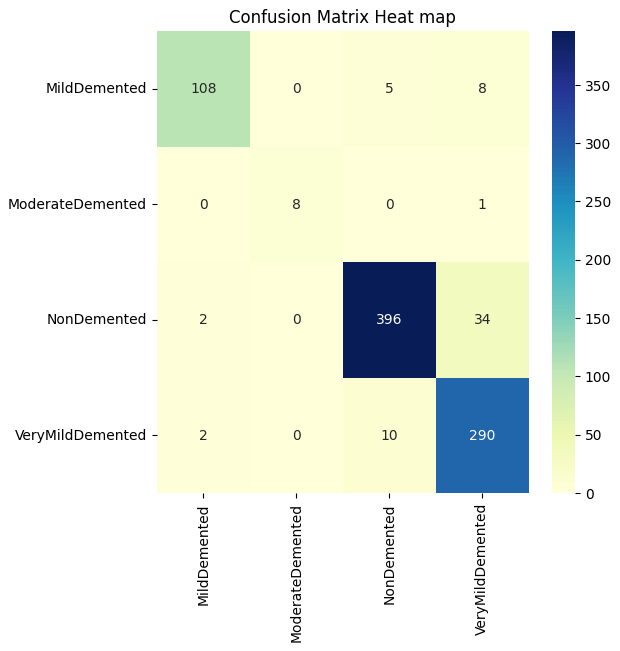 Confusion Matrix Heat map
MildDemented 108 0 5 8
ModerateDemented 0 8 0 1
NonDemented 2 0 396 34
VeryMildDemented 2 0 10 290
MildDemented ModerateDemented NonDemented VeryMildDemented
350
300
250
200
150
100
50
0